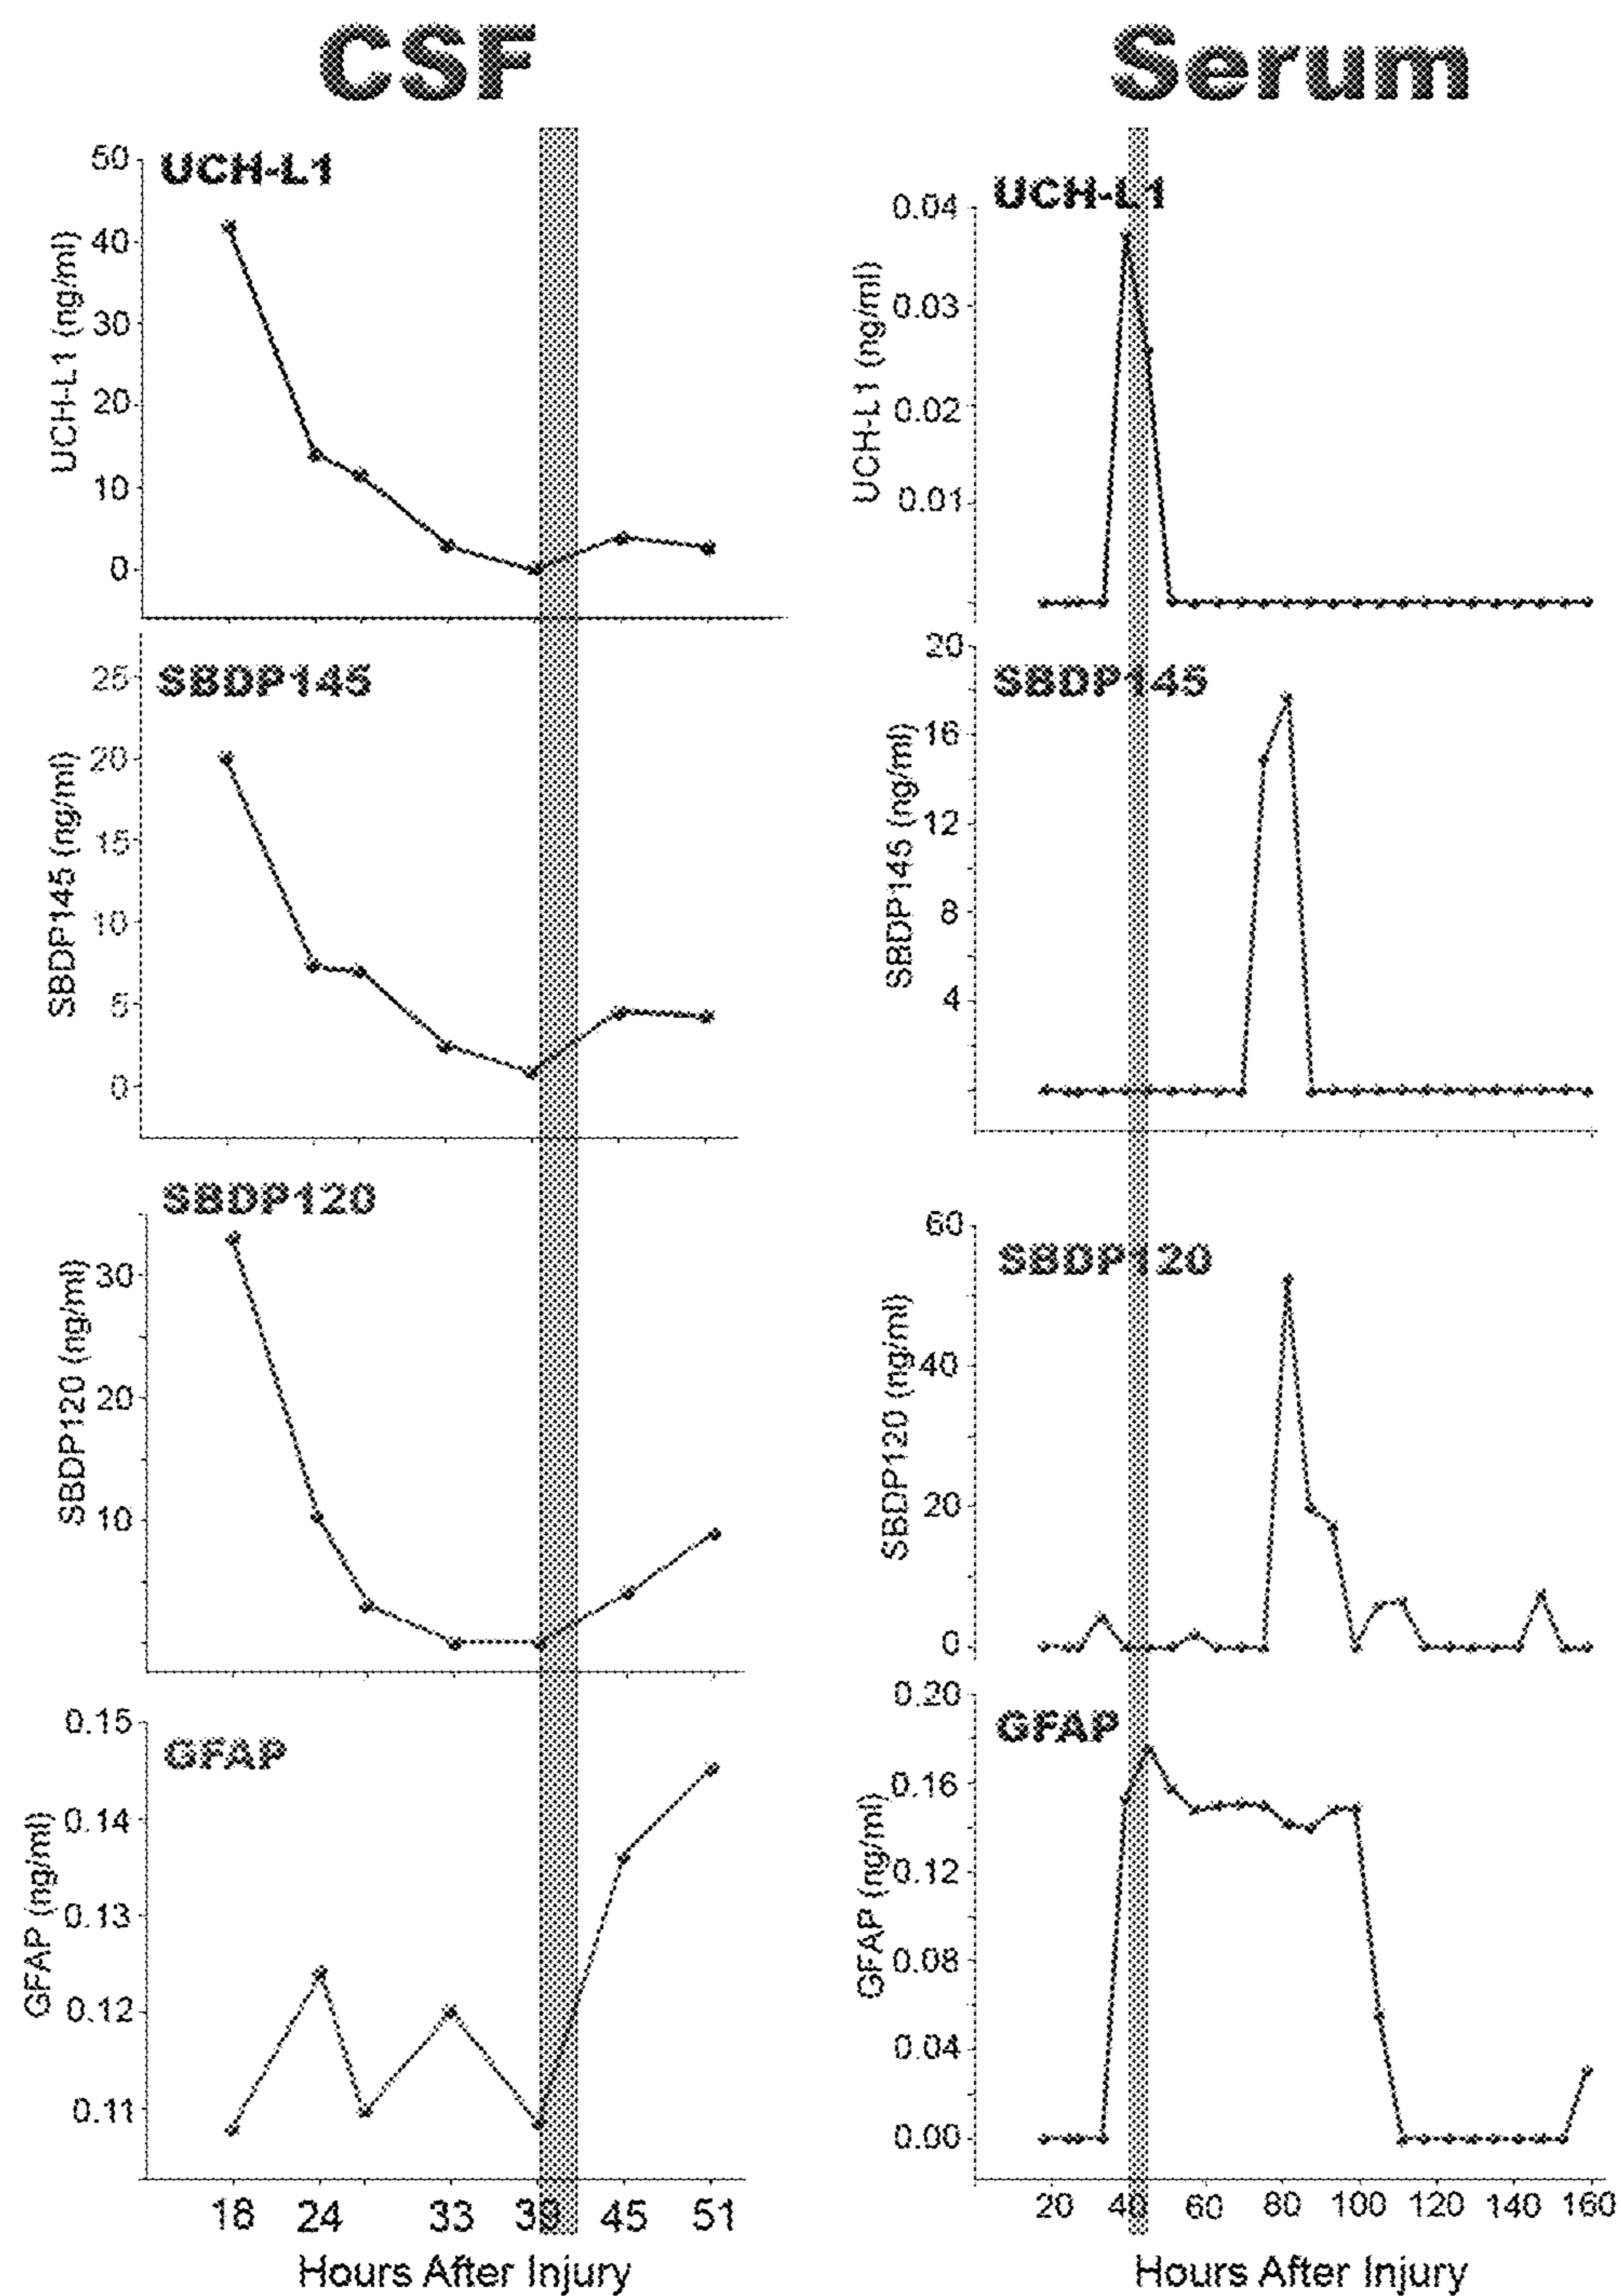 CSF
UCH-L1
UCH-L1 (ng/ml)
50
40
30
20
10
0
SBDP145
SBDP145 (ng/ml)
25
20
15
10
5
0
SBDP120
SBDP120 (ng/ml)
30
20
10
GFAP
GFAP (ng/ml)
0.15
0.14
0.13
0.12
0.11
18 24 33 39 45 51
Hours After Injury
Serum
UCH-L1
UCH-L1 (ng/ml)
0.04
0.03
0.02
0.01
SBDP145
SBDP145 (ng/ml)
20
16
12
8
4
SBDP120
SBDP120 (ng/ml)
60
40
20
0
GFAP
GFAP (ng/ml)
0.20
0.16
0.12
0.08
0.04
0.00
20 40 60 80 100 120 140 160
Hours After Injury